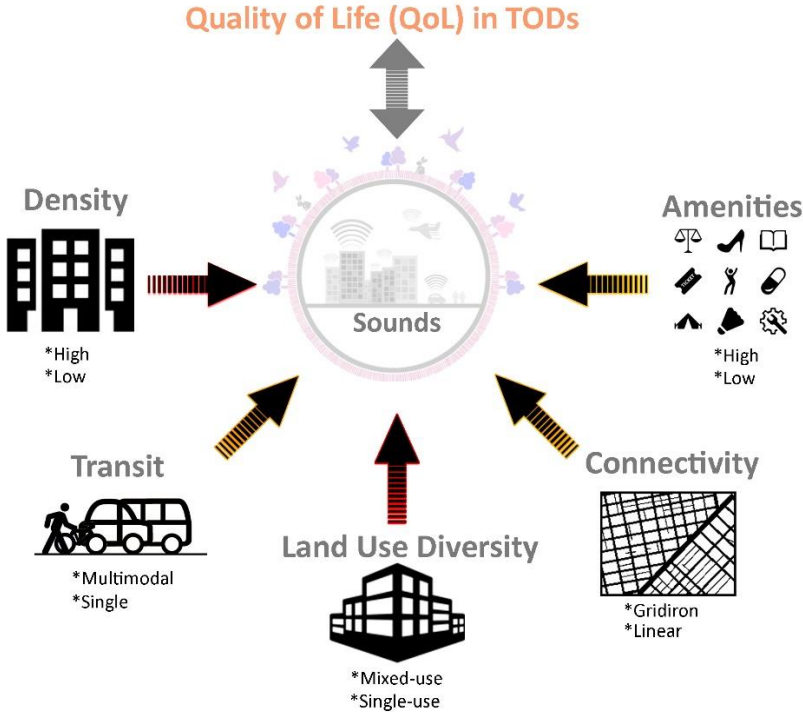 Quality of Life (QoL) in TODs
Density
*High
*Low
Sounds
Amenities
TICKET
*High
*Low
Transit
*Multimodal
*Single
Land Use Diversity
*Mixed-use
*Single-use
Connectivity
*Gridiron
*Linear